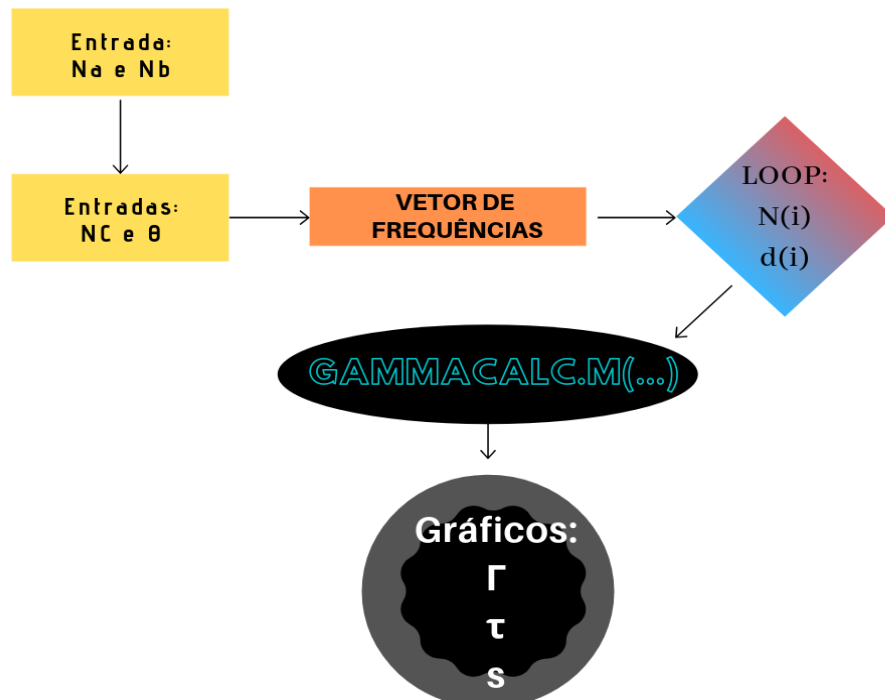 Entrada:
Na e Nb
Entradas:
NC e θ
VETOR DE
FREQUÊNCIAS
LOOP:
N(i)
d(i)
GAMMACALC.M(...)
Gráficos:
Γ
τ
s